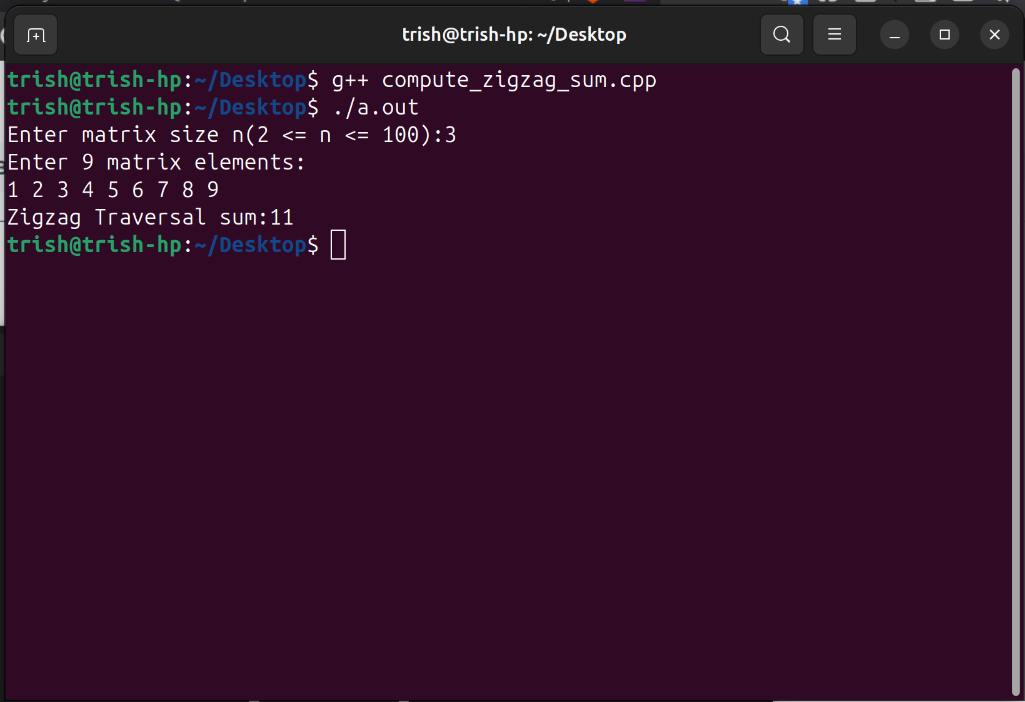 trish@trish-hp: ~/Desktop
trish@trish-hp:~/Desktop$ g++ compute_zigzag_sum.cpp
trish@trish-hp:~/Desktop$ ./a.out
Enter matrix size n(2 <= n <= 100):3
Enter 9 matrix elements:
1 2 3 4 5 6 7 8 9
Zigzag Traversal sum:11
trish@trish-hp:~/Desktop$